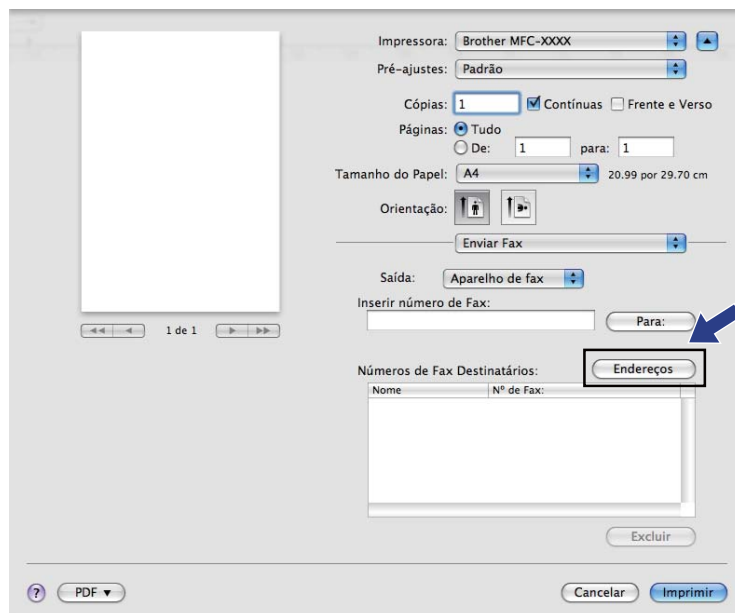 Impressora: Brother MFC-XXXX
Pré-ajustes: Padrão
Cópias: 1 Contínuas Frente e Verso
Páginas: Tudo
De: 1 para: 1
Tamanho do Papel: A4 20.99 por 29.70 cm
Orientação:
Enviar Fax
Saída: Aparelho de fax
Inserir número de Fax:
Para:
1 de 1
Endereços
Números de Fax Destinatários:
Nome Nº de Fax:
Excluir
? PDF Cancelar Imprimir